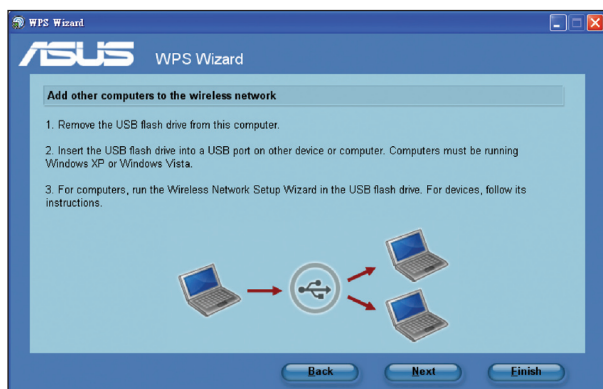 WPS Wizard
ASUS WPS Wizard
Add other computers to the wireless network
1. Remove the USB flash drive from this computer.
2. Insert the USB flash drive into a USB port on other device or computer. Computers must be running
Windows XP or Windows Vista.
3. For computers, run the Wireless Network Setup Wizard in the USB flash drive. For devices, follow its
instructions.
Back Next Finish